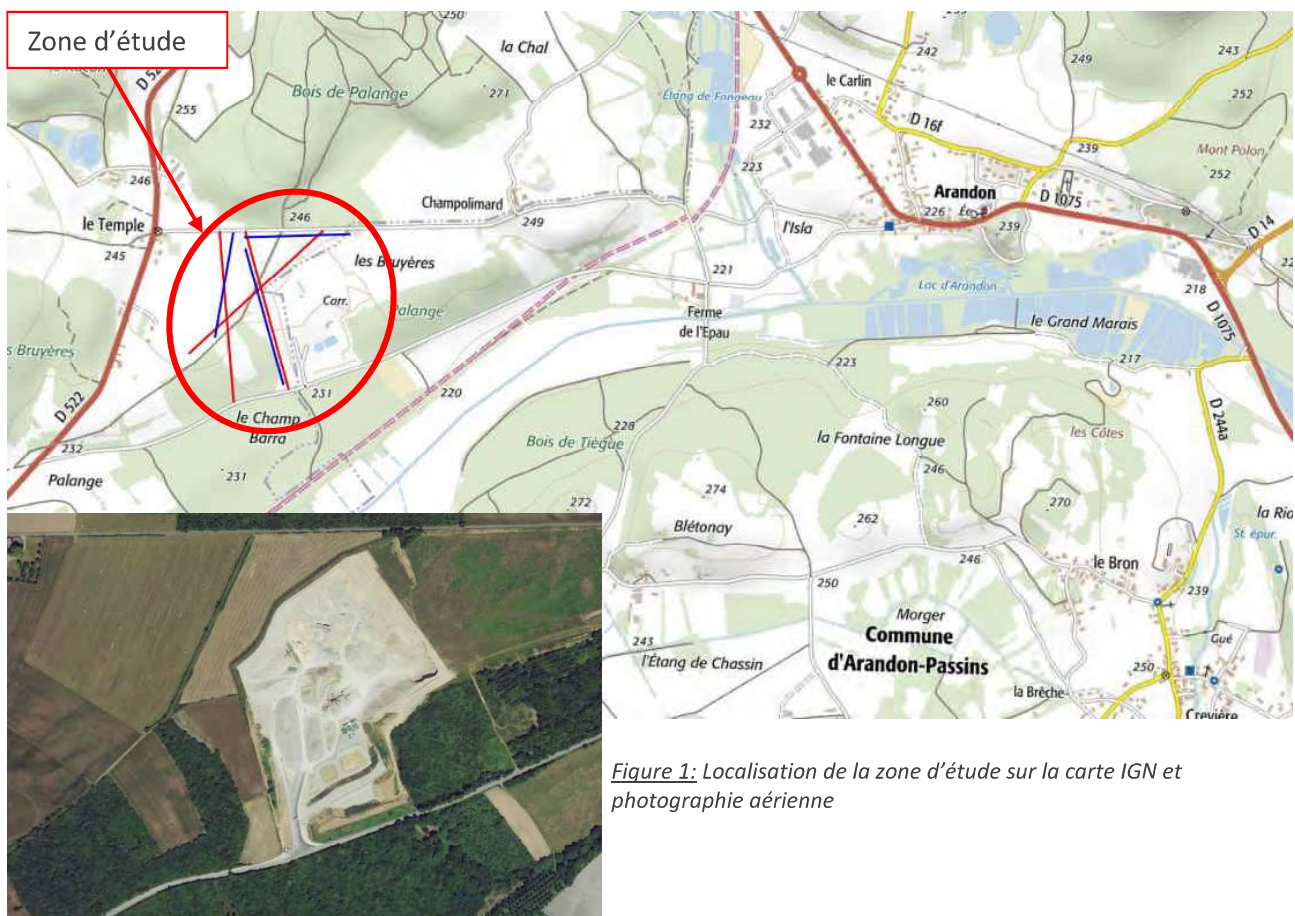 Zone d'étude
D 52
255
Bois de Palange
la Chal
271
250
Étang de Fongeau
232
223
le Carlin
242
249
243
252
D 16f
239
Mont Polon
252
Arandon
Éc.
D 1075
226
239
D 14
246
le Temple
245
246
Champolimard
249
les Bruyères
Carr.
Palange
l'Isla
221
Ferme
de l'Epau
Lac d'Arandon
le Grand Marais
218
D 1075
217
s Bruyères
D 522
231
220
le Champ
Barra
232
Palange
231
223
228
Bois de Tiègue
272
260
la Fontaine Longue
246
les Côtes
D 244a
270
274
262
Blétonay
246
250
la Ria
St. épur.
le Bron
239
243
l'Étang de Chassin
Morger
Commune
d'Arandon-Passins
la Brêche
250
Gué
Crevière
Figure 1: Localisation de la zone d'étude sur la carte IGN et
photographie aérienne